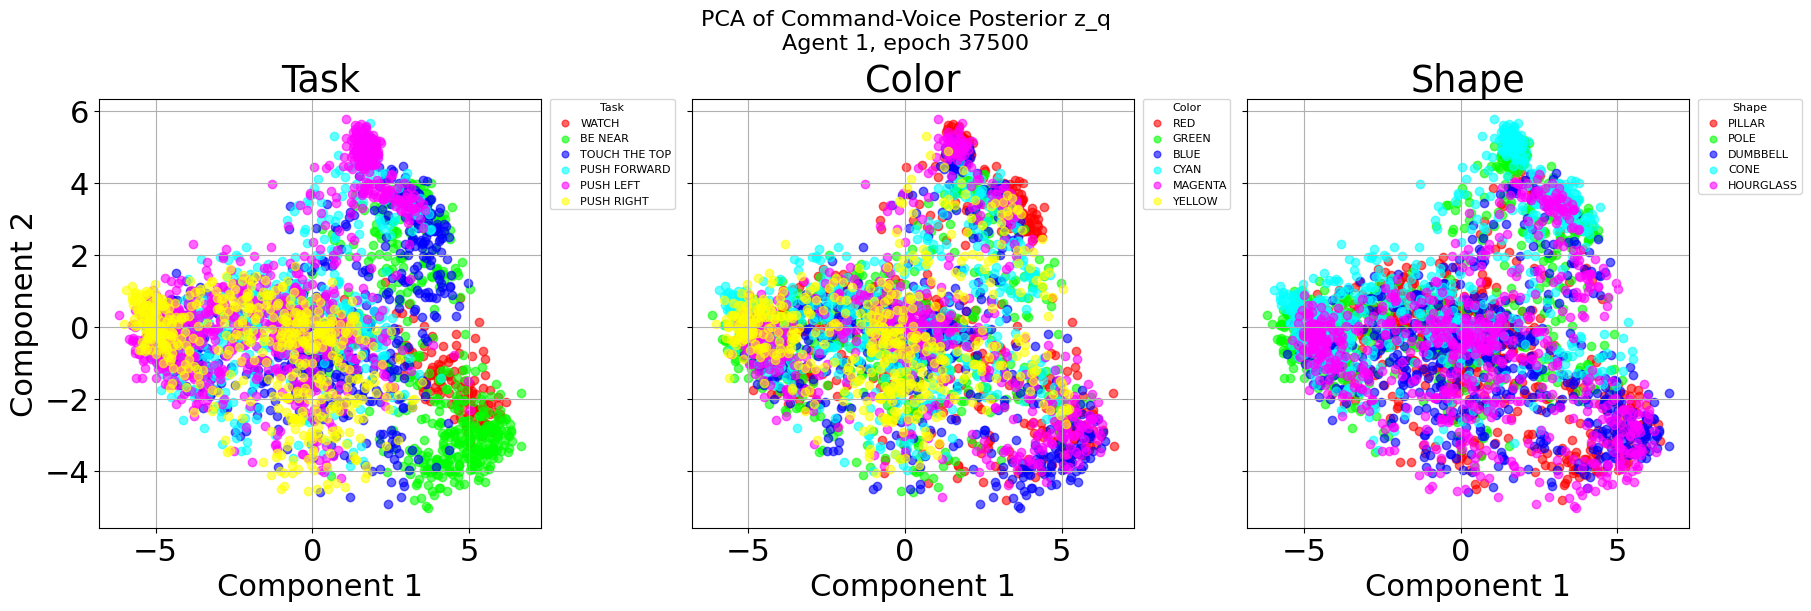 PCA of Command-Voice Posterior z_q
Agent 1, epoch 37500
Task
Component 2
6
4
2
0
−2
−4
−5
0
5
Component 1
Task
WATCH
BE NEAR
TOUCH THE TOP
PUSH FORWARD
PUSH LEFT
PUSH RIGHT
Color
−5
0
5
Component 1
Color
RED
GREEN
BLUE
CYAN
MAGENTA
YELLOW
Shape
−5
0
5
Component 1
Shape
PILLAR
POLE
DUMBBELL
CONE
HOURGLASS